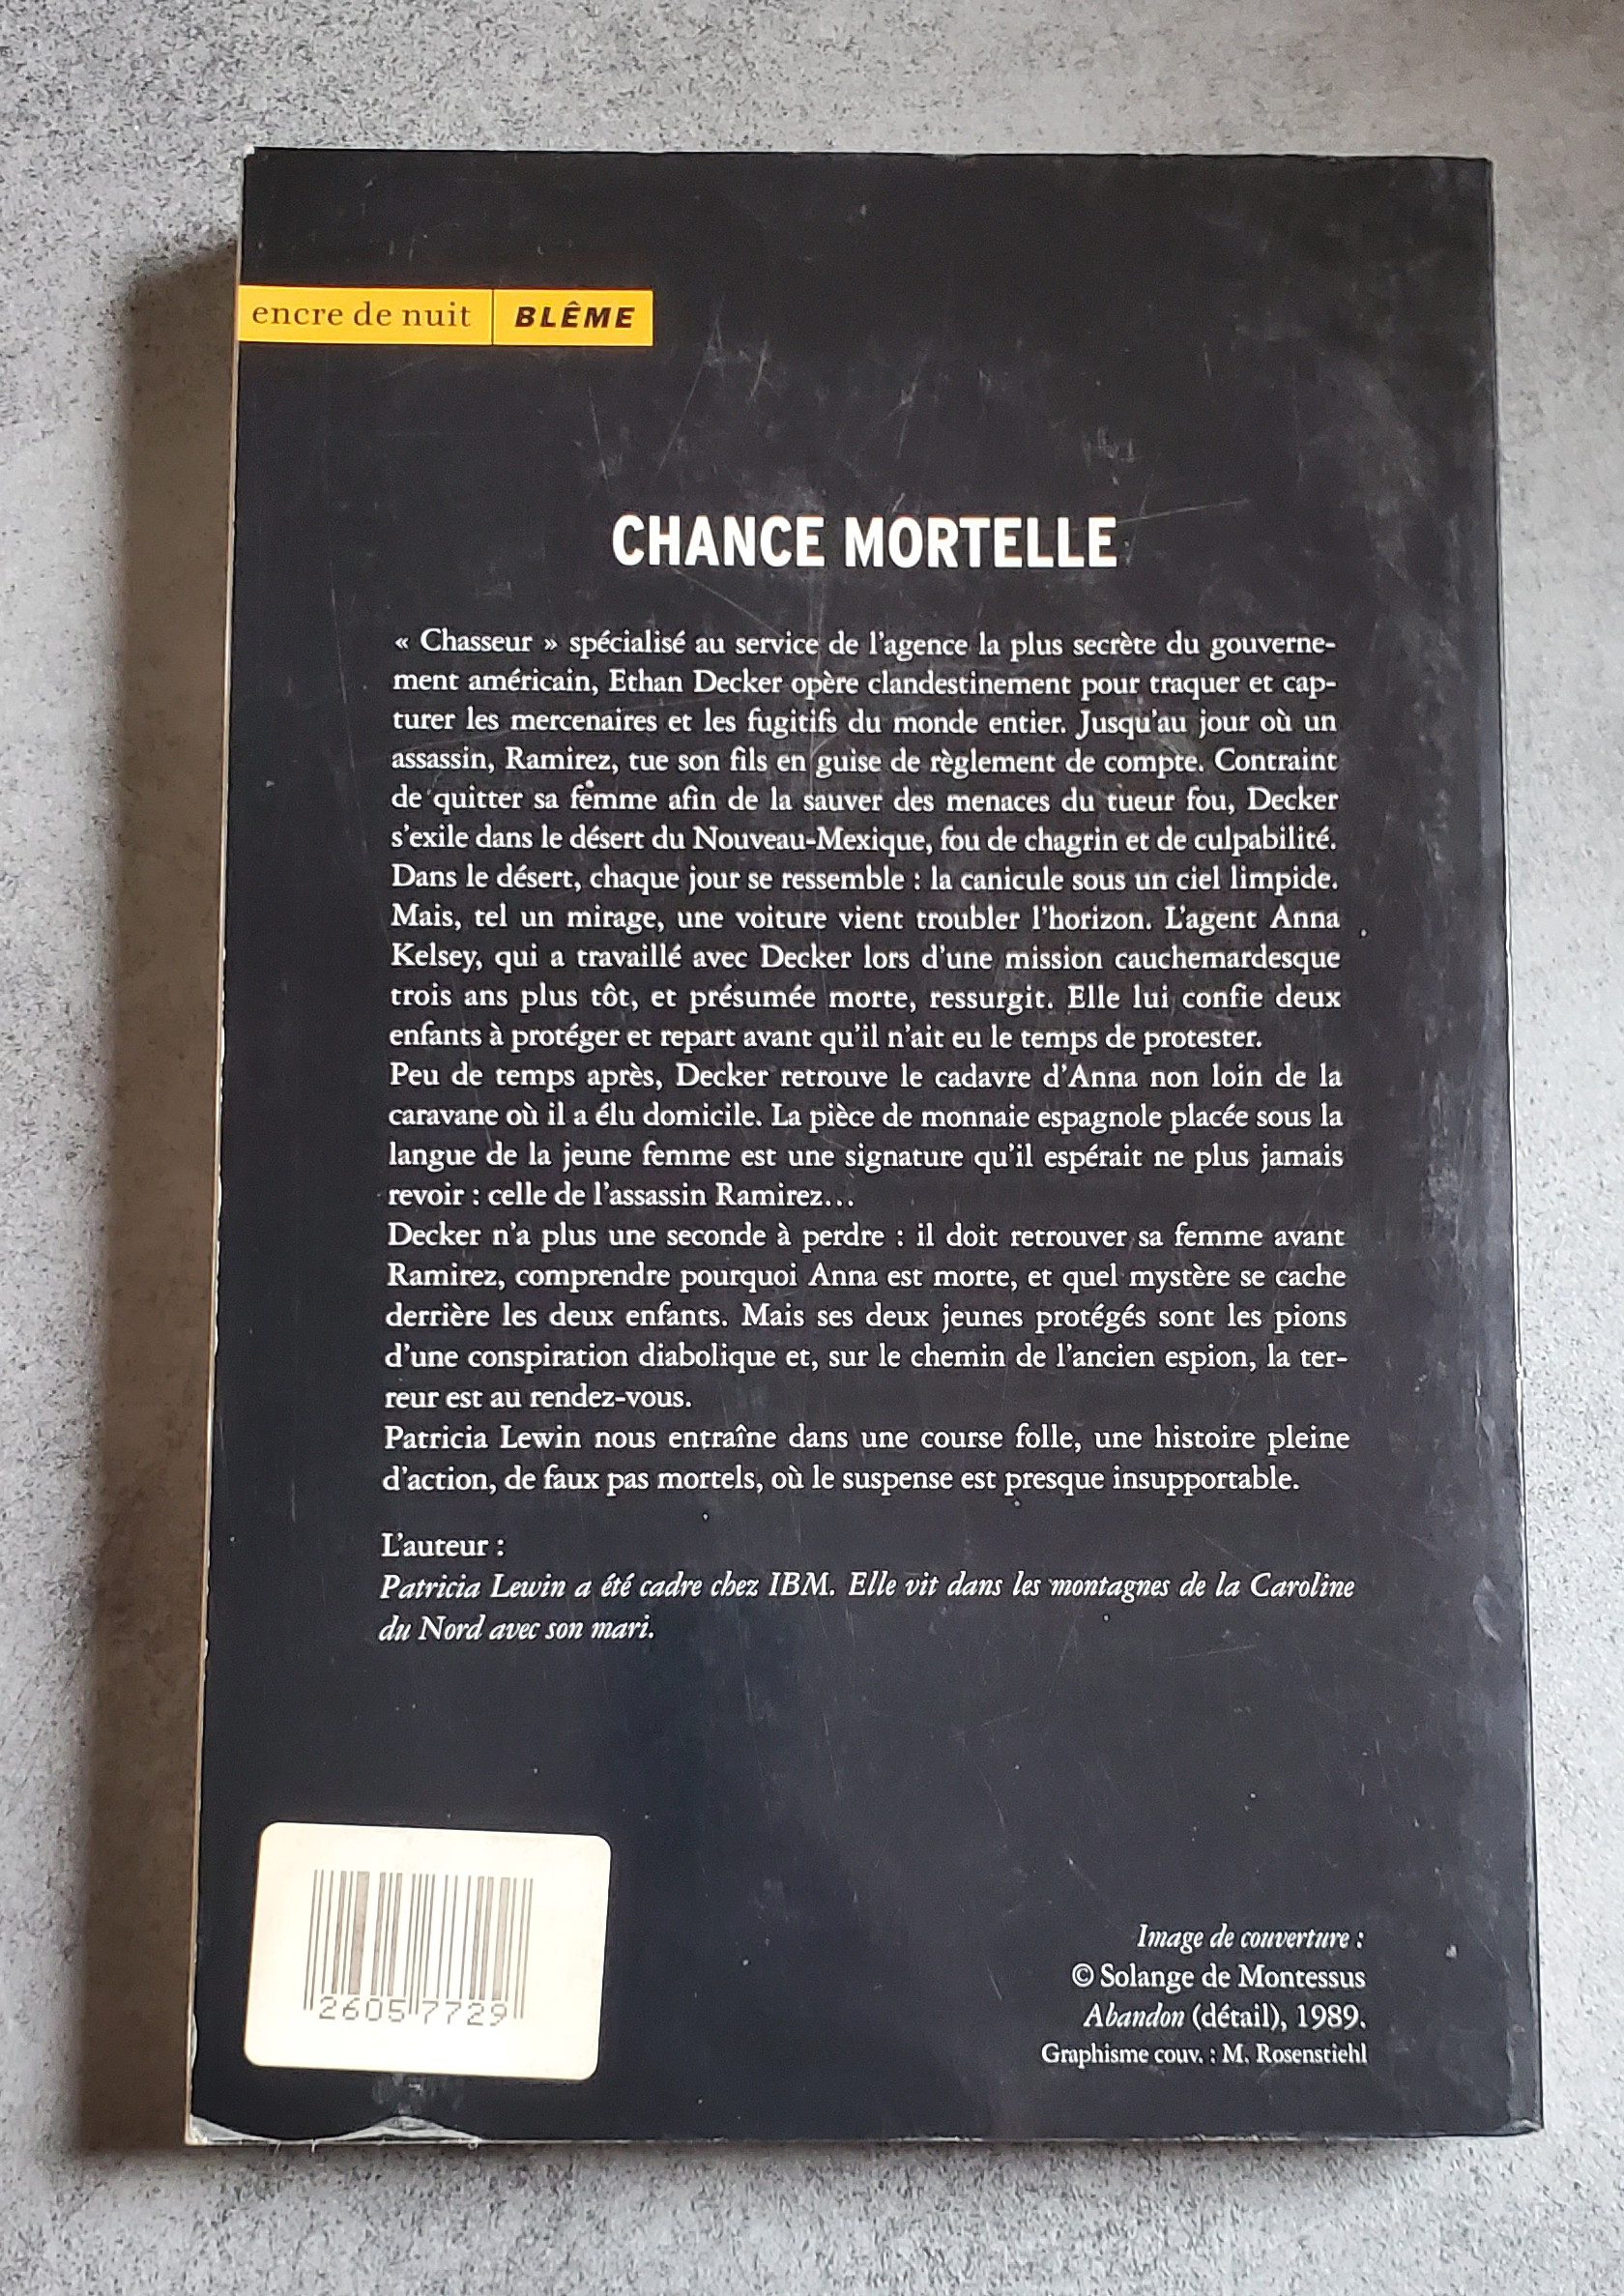 encre de nuit BLÊME
CHANCE MORTELLE
« Chasseur » spécialisé au service de l'agence la plus secrète du gouverne-
ment américain, Ethan Decker opère clandestinement pour traquer et cap-
turer les mercenaires et les fugitifs du monde entier. Jusqu'au jour où un
assassin, Ramirez, tue son fils en guise de règlement de compte. Contraint
de quitter sa femme afin de la sauver des menaces du tueur fou, Decker
s'exile dans le désert du Nouveau-Mexique, fou de chagrin et de culpabilité.
Dans le désert, chaque jour se ressemble : la canicule sous un ciel limpide.
Mais, tel un mirage, une voiture vient troubler l'horizon. L'agent Anna
Kelsey, qui a travaillé avec Decker lors d'une mission cauchemardesque
trois ans plus tôt, et présumée morte, ressurgit. Elle lui confie deux
enfants à protéger et repart avant qu'il n'ait eu le temps de protester.
Peu de temps après, Decker retrouve le cadavre d'Anna non loin de la
caravane où il a élu domicile. La pièce de monnaie espagnole placée sous la
langue de la jeune femme est une signature qu'il espérait ne plus jamais
revoir : celle de l'assassin Ramirez...
Decker n'a plus une seconde à perdre : il doit retrouver sa femme avant
Ramirez, comprendre pourquoi Anna est morte, et quel mystère se cache
derrière les deux enfants. Mais ses deux jeunes protégés sont les pions
d'une conspiration diabolique et, sur le chemin de l'ancien espion, la ter-
reur est au rendez-vous.
Patricia Lewin nous entraîne dans une course folle, une histoire pleine
d'action, de faux pas mortels, où le suspense est presque insupportable.
L'auteur :
Patricia Lewin a été cadre chez IBM. Elle vit dans les montagnes de la Caroline
du Nord avec son mari.
26057729
Image de couverture :
© Solange de Montessus
Abandon (détail), 1989.
Graphisme couv. : M. Rosenstiehl